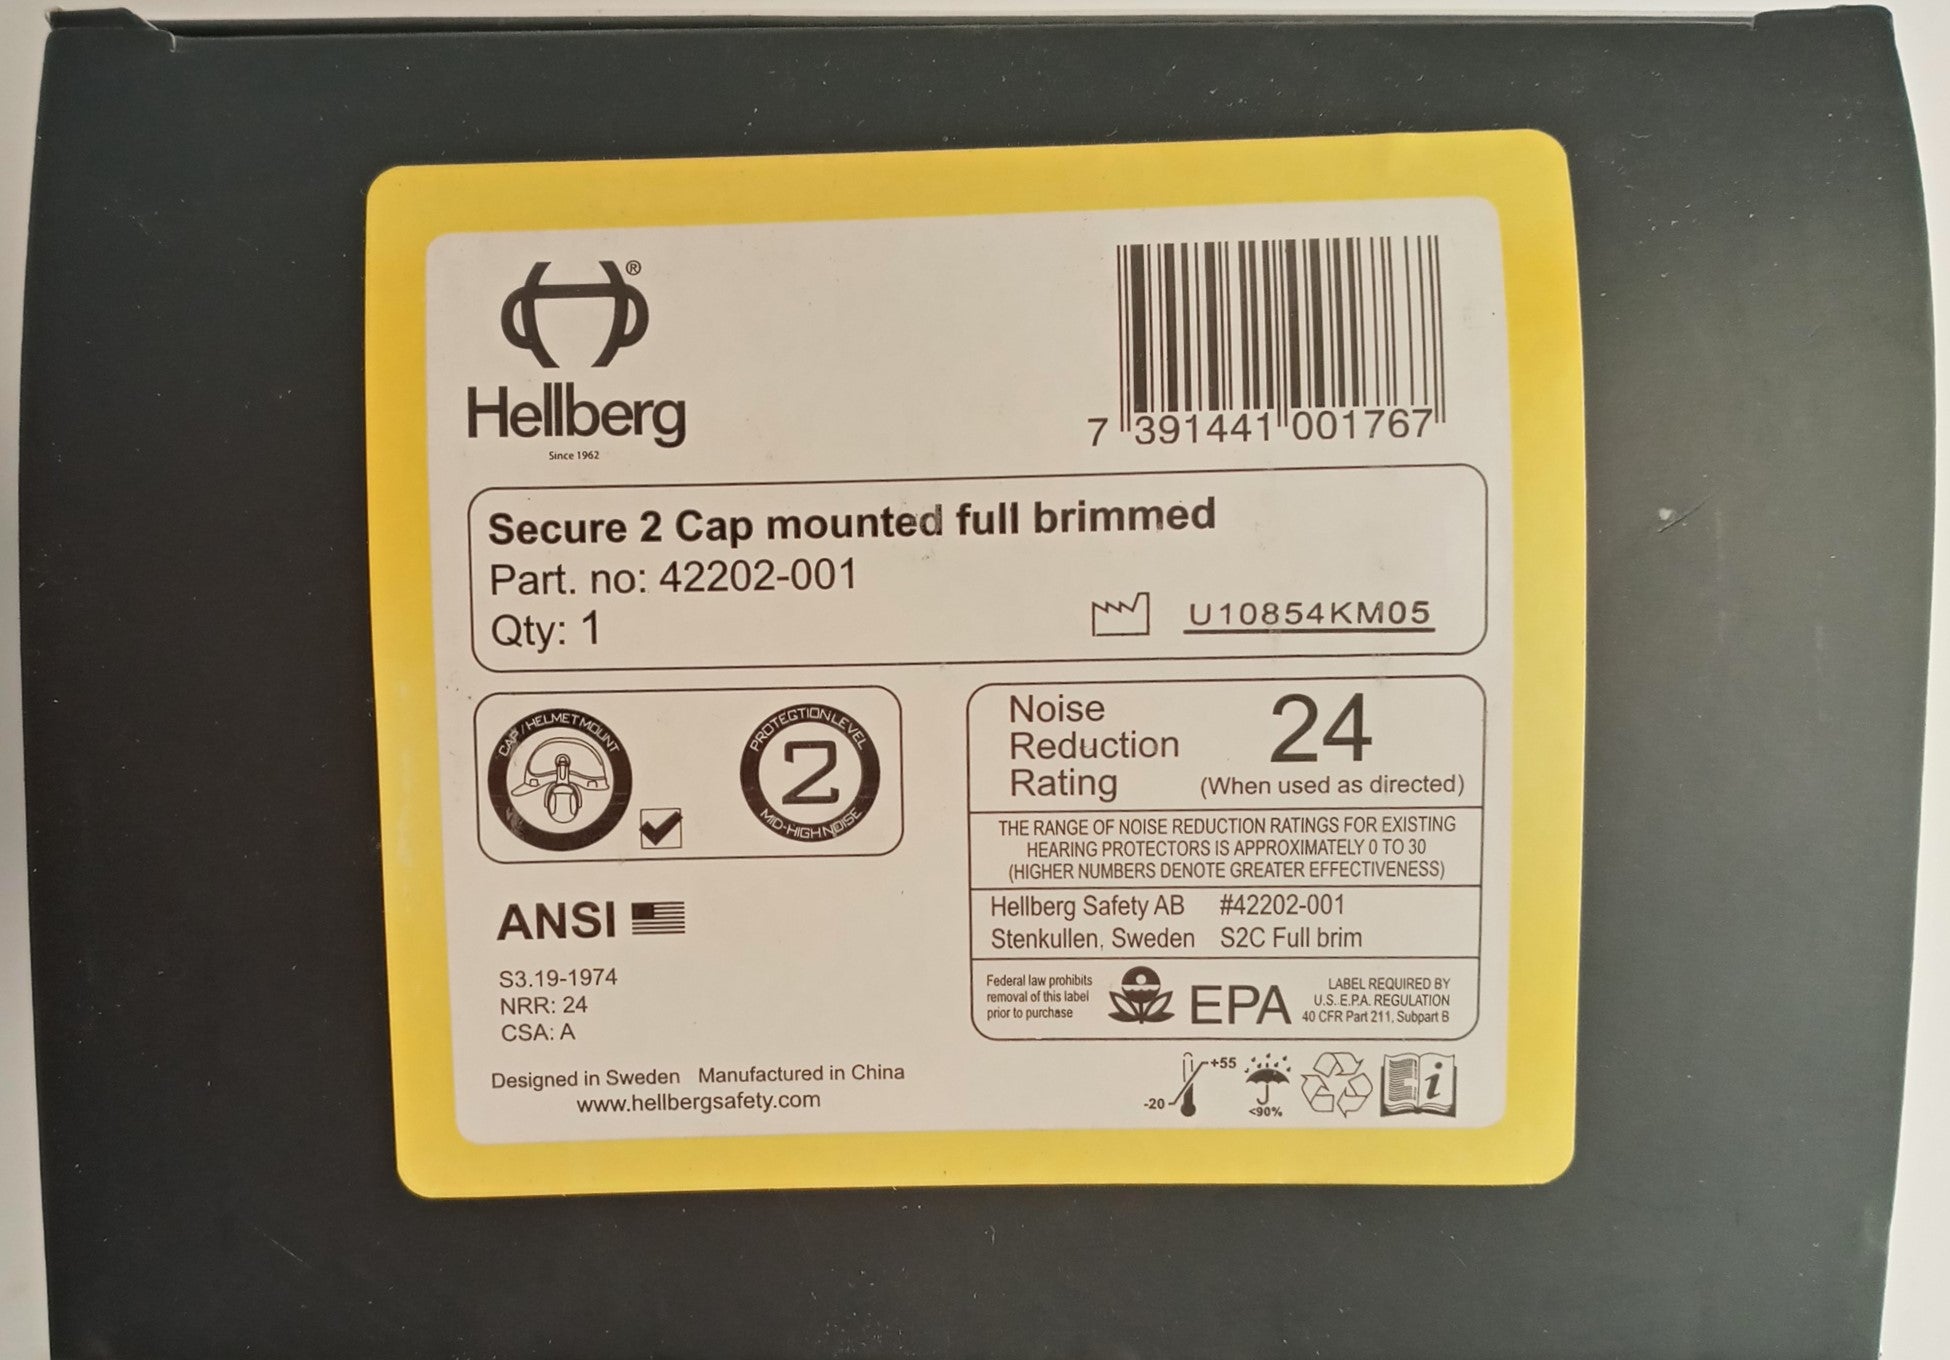 ®
Hellberg
Since 1962
7 391441 001767
Secure 2 Cap mounted full brimmed
Part. no: 42202-001
Qty: 1
U10854KM05
CAP / HELMET MOUNT
PROTECTION LEVEL
2
MID-HIGH NOISE
Noise
Reduction
Rating
24
(When used as directed)
THE RANGE OF NOISE REDUCTION RATINGS FOR EXISTING
HEARING PROTECTORS IS APPROXIMATELY 0 TO 30
(HIGHER NUMBERS DENOTE GREATER EFFECTIVENESS)
Hellberg Safety AB #42202-001
Stenkullen, Sweden S2C Full brim
Federal law prohibits
removal of this label
prior to purchase
EPA
LABEL REQUIRED BY
U.S. E.P.A. REGULATION
40 CFR Part 211, Subpart B
ANSI
S3.19-1974
NRR: 24
CSA: A
Designed in Sweden Manufactured in China
www.hellbergsafety.com
+55
-20
<90%
i